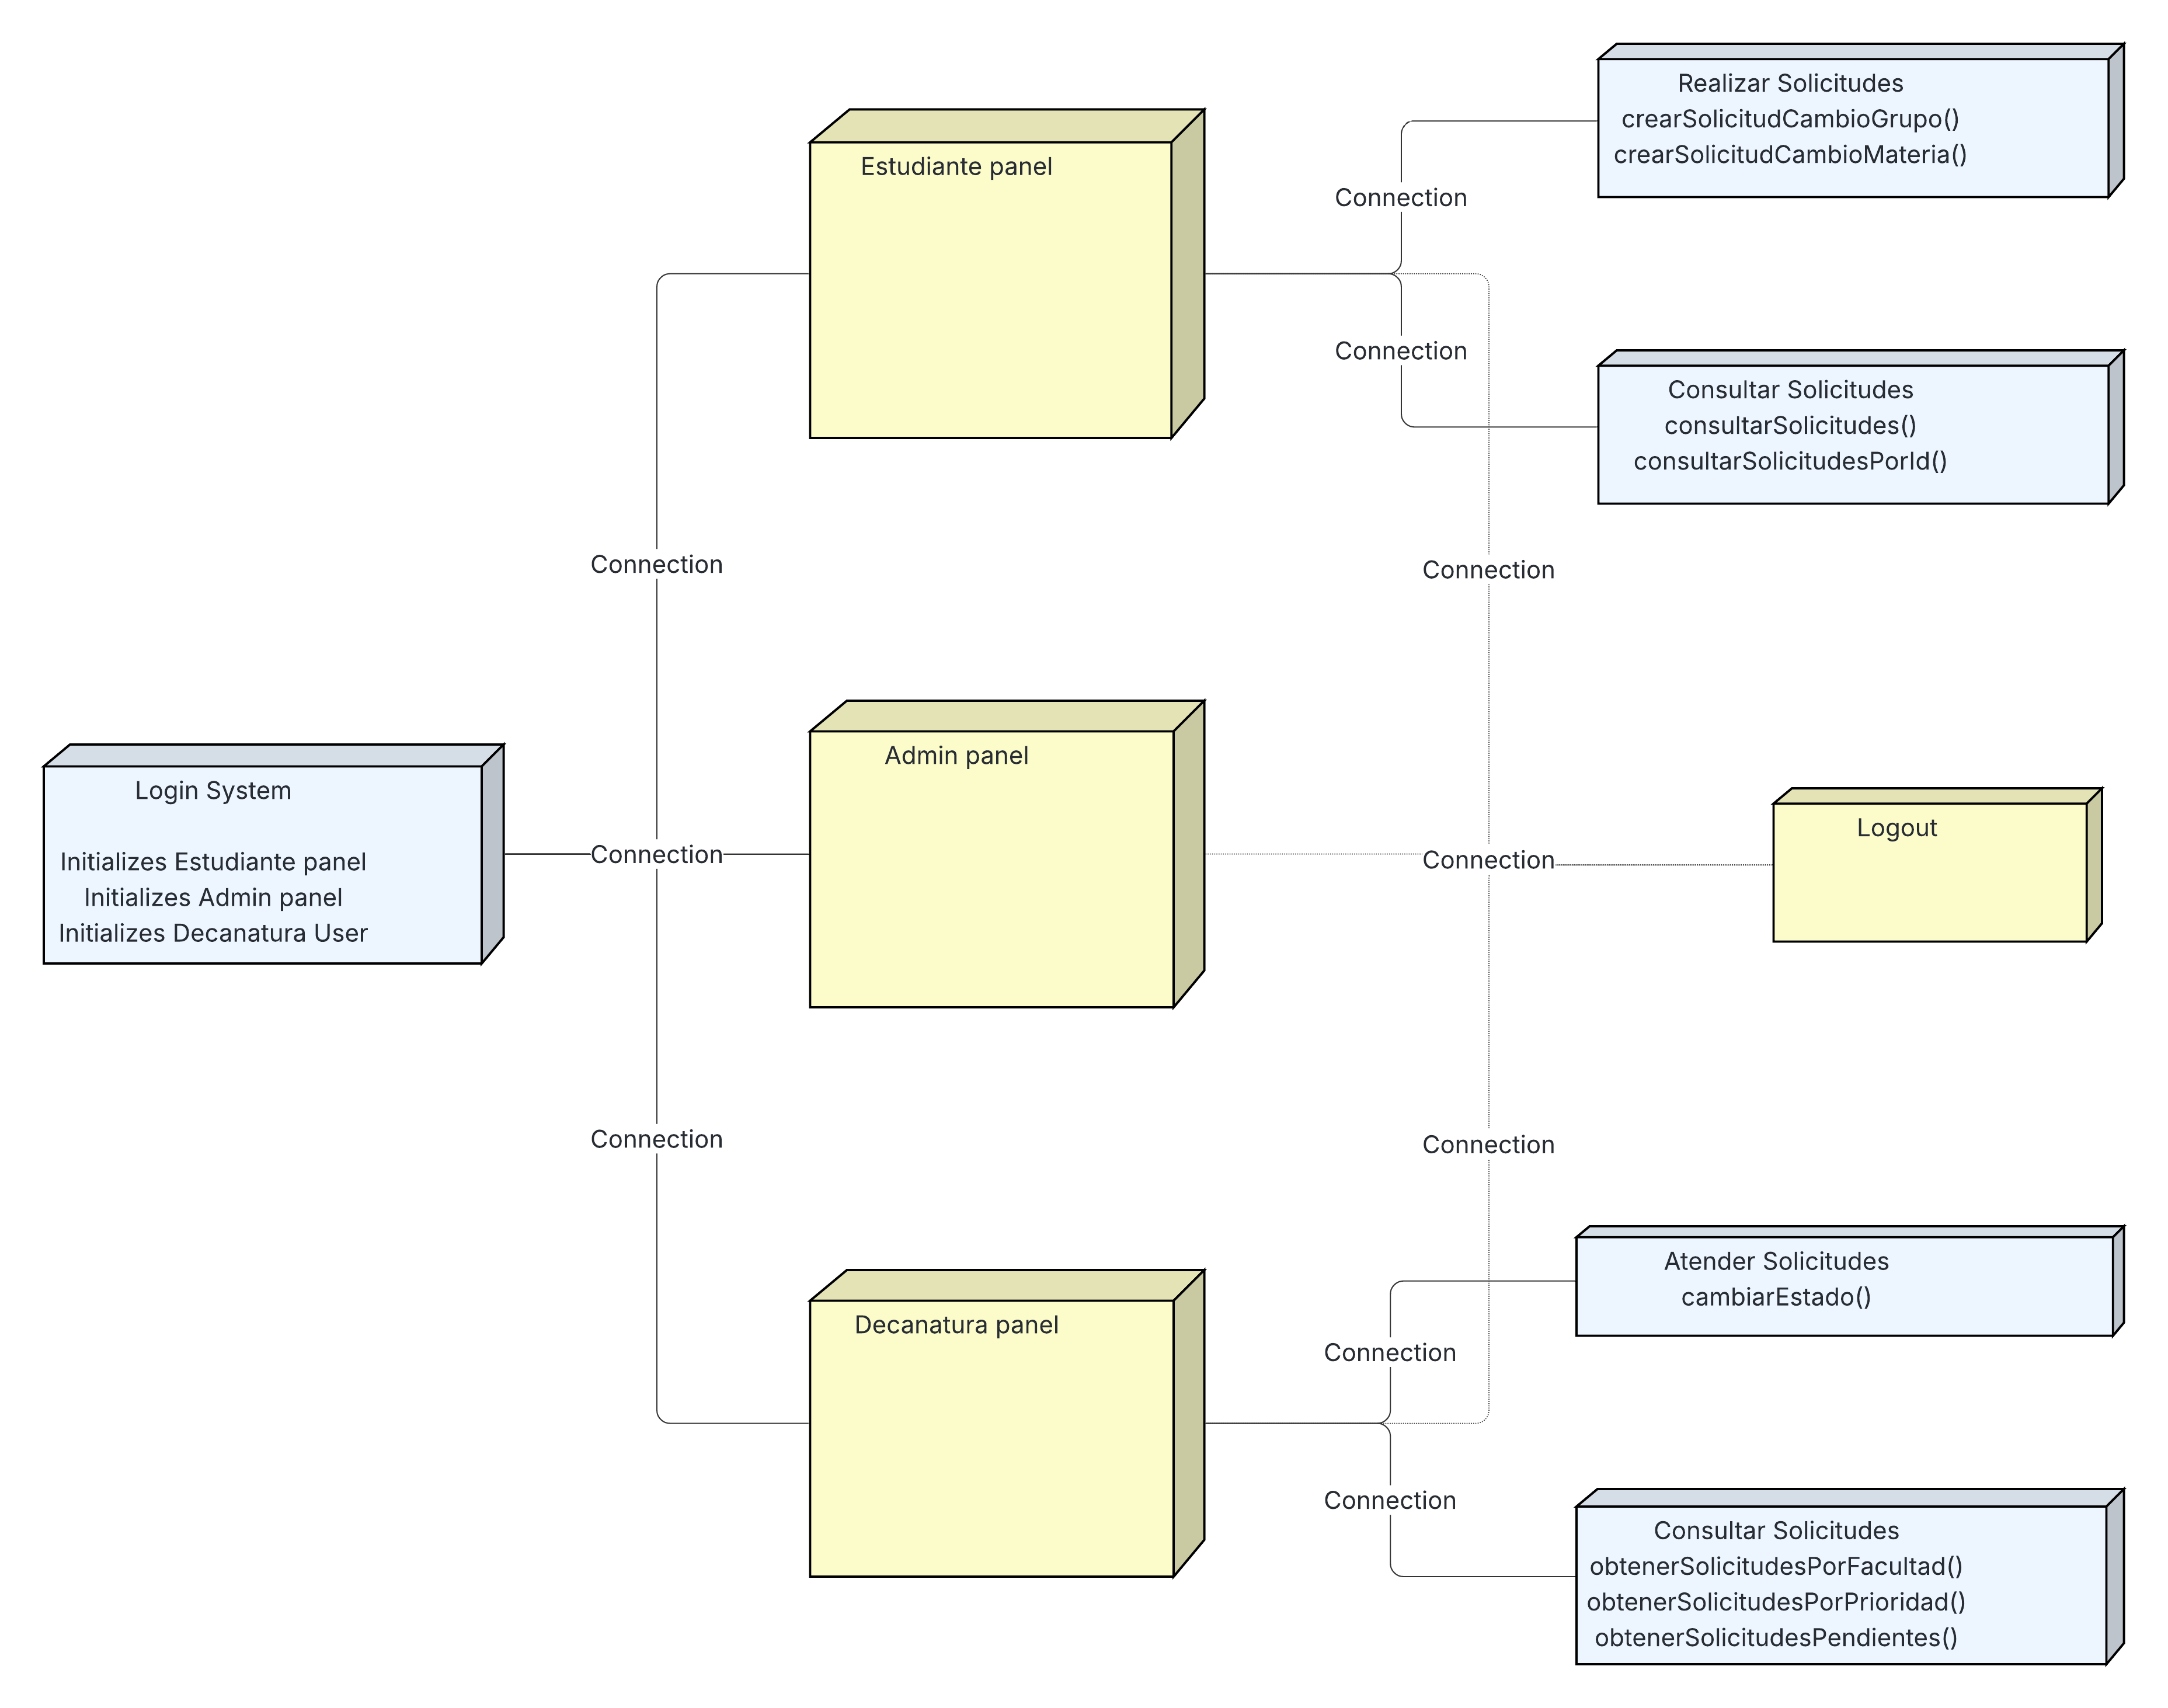 Realizar Solicitudes
crearSolicitudCambioGrupo()
crearSolicitudCambioMateria()
Estudiante panel
Connection
Connection
Consultar Solicitudes
consultarSolicitudes()
consultarSolicitudesPorId()
Connection
Connection
Admin panel
Login System
Initializes Estudiante panel
Initializes Admin panel
Initializes Decanatura User
Connection
Connection
Logout
Connection
Connection
Decanatura panel
Atender Solicitudes
cambiarEstado()
Connection
Connection
Consultar Solicitudes
obtenerSolicitudesPorFacultad()
obtenerSolicitudesPorPrioridad()
obtenerSolicitudesPendientes()